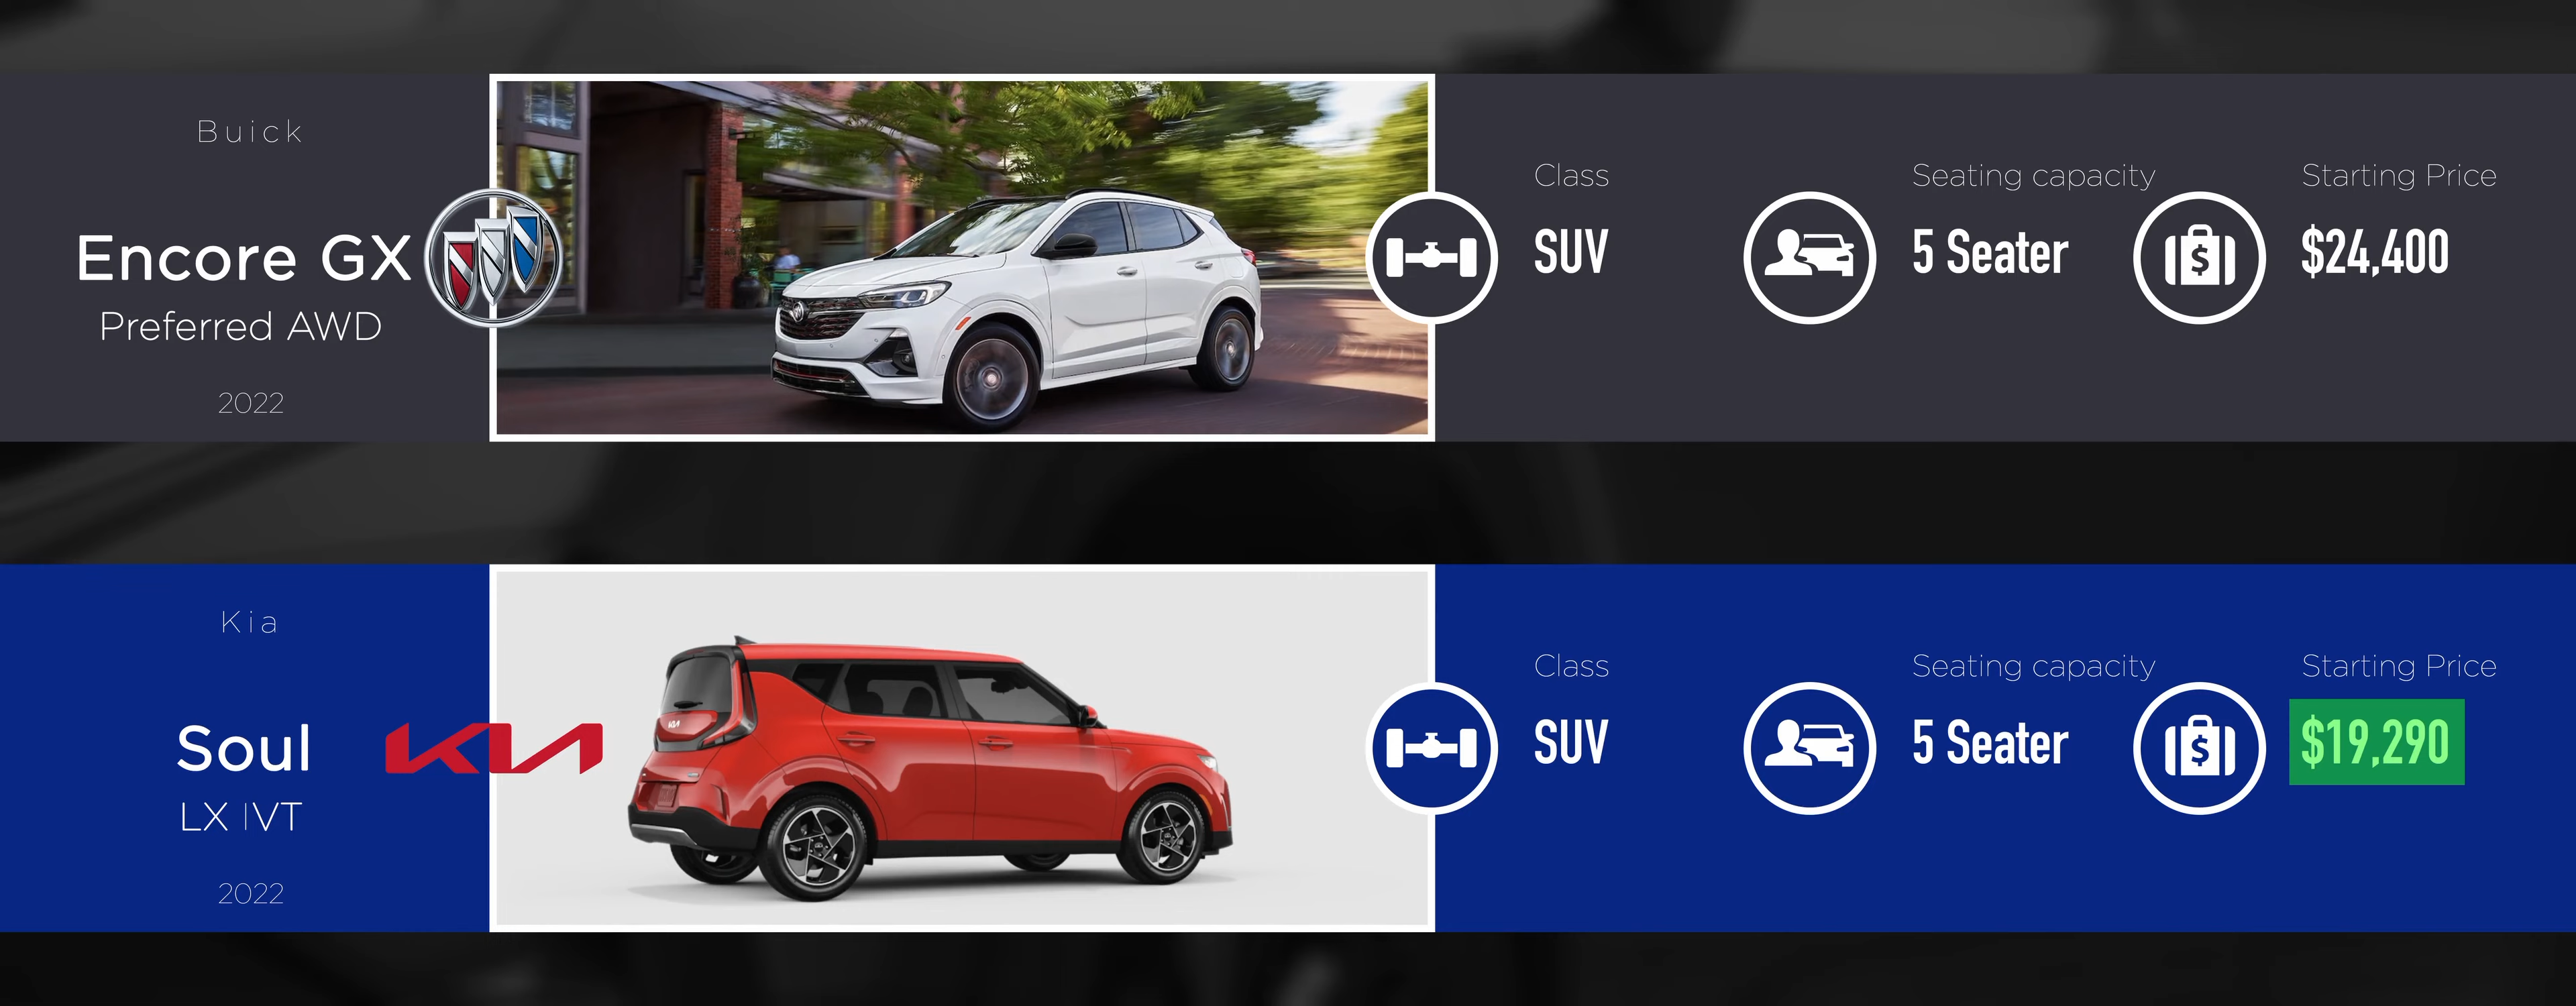 Buick
Encore GX
Preferred AWD
2022
Class
SUV
Seating capacity
5 Seater
Starting Price
$24,400
Kia
Soul
LX IVT
2022
KIA
Class
SUV
Seating capacity
5 Seater
Starting Price
$19,290